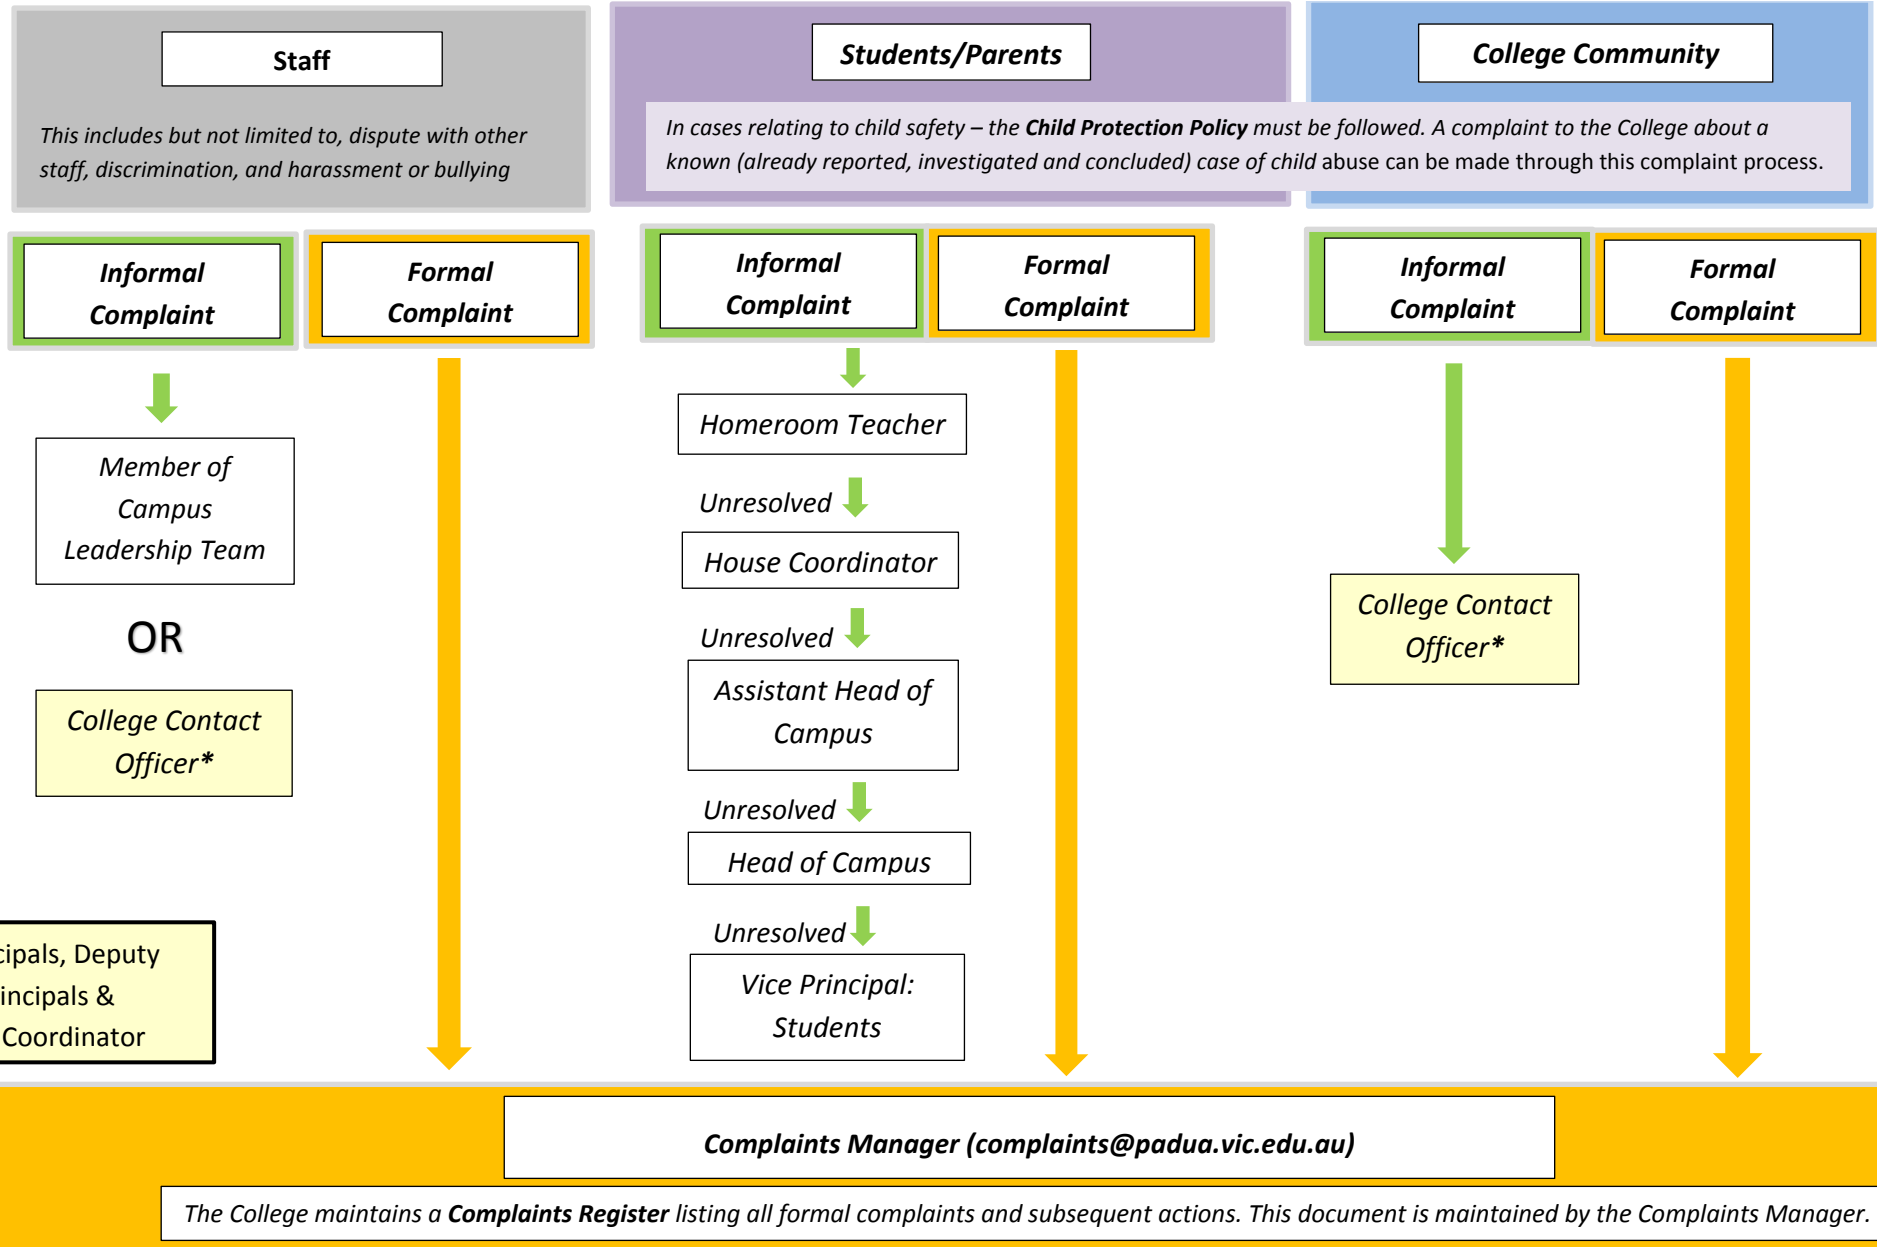 Staff
This includes but not limited to, dispute with other
staff, discrimination, and harassment or bullying
Students/Parents
College Community
In cases relating to child safety – the Child Protection Policy must be followed. A complaint to the College about a
known (already reported, investigated and concluded) case of child abuse can be made through this complaint process.
Informal
Complaint
Formal
Complaint
Informal
Complaint
Formal
Complaint
Informal
Complaint
Formal
Complaint
Member of
Campus
Leadership Team
OR
College Contact
Officer*
Homeroom Teacher
Unresolved
House Coordinator
Unresolved
Assistant Head of
Campus
Unresolved
Head of Campus
Unresolved
Vice Principal:
Students
College Contact
Officer*
cipals, Deputy
incipals &
Coordinator
Complaints Manager (complaints@padua.vic.edu.au)
The College maintains a Complaints Register listing all formal complaints and subsequent actions. This document is maintained by the Complaints Manager.